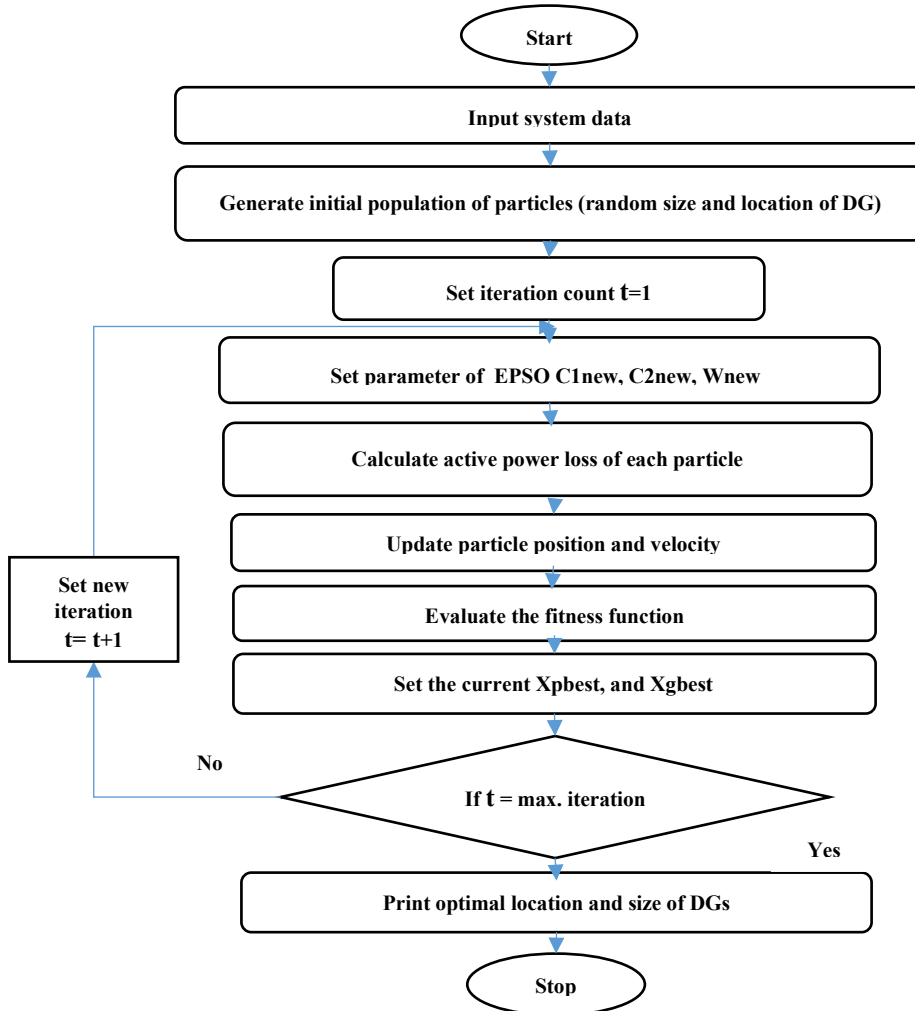 Start
Input system data
Generate initial population of particles (random size and location of DG)
Set iteration count t=1
Set parameter of EPSO C1new, C2new, Wnew
Calculate active power loss of each particle
Update particle position and velocity
Set new
iteration
t= t+1
Evaluate the fitness function
Set the current Xpbest, and Xgbest
No
If t = max. iteration
Yes
Print optimal location and size of DGs
Stop